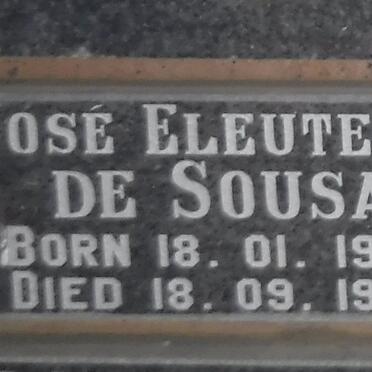 OSÉ ELEUTE
DE SOUSA
BORN 18. 01. 19
DIED 18. 09. 19